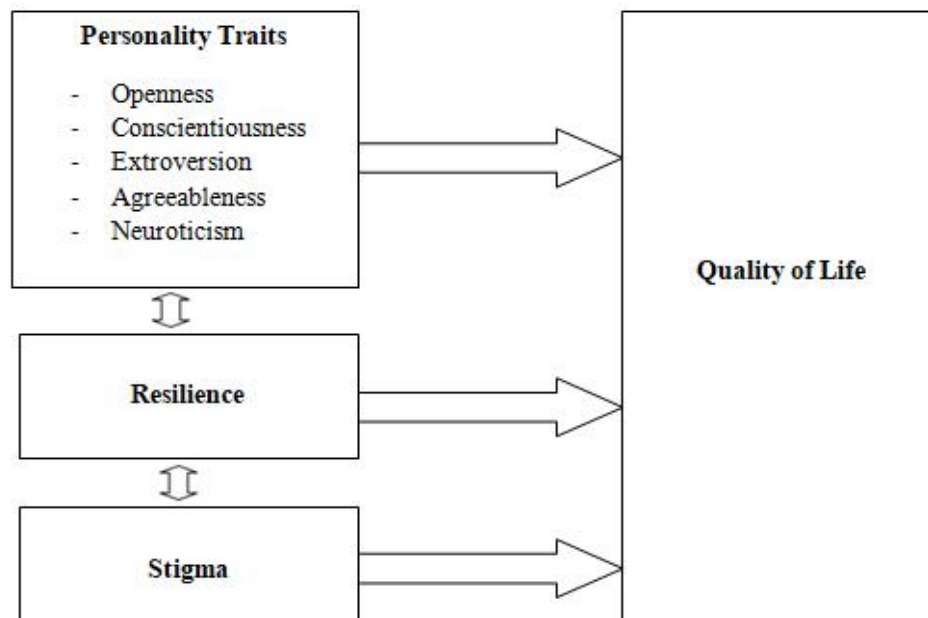 Personality Traits
- Openness
- Conscientiousness
- Extroversion
- Agreeableness
- Neuroticism
Quality of Life
Resilience
Stigma